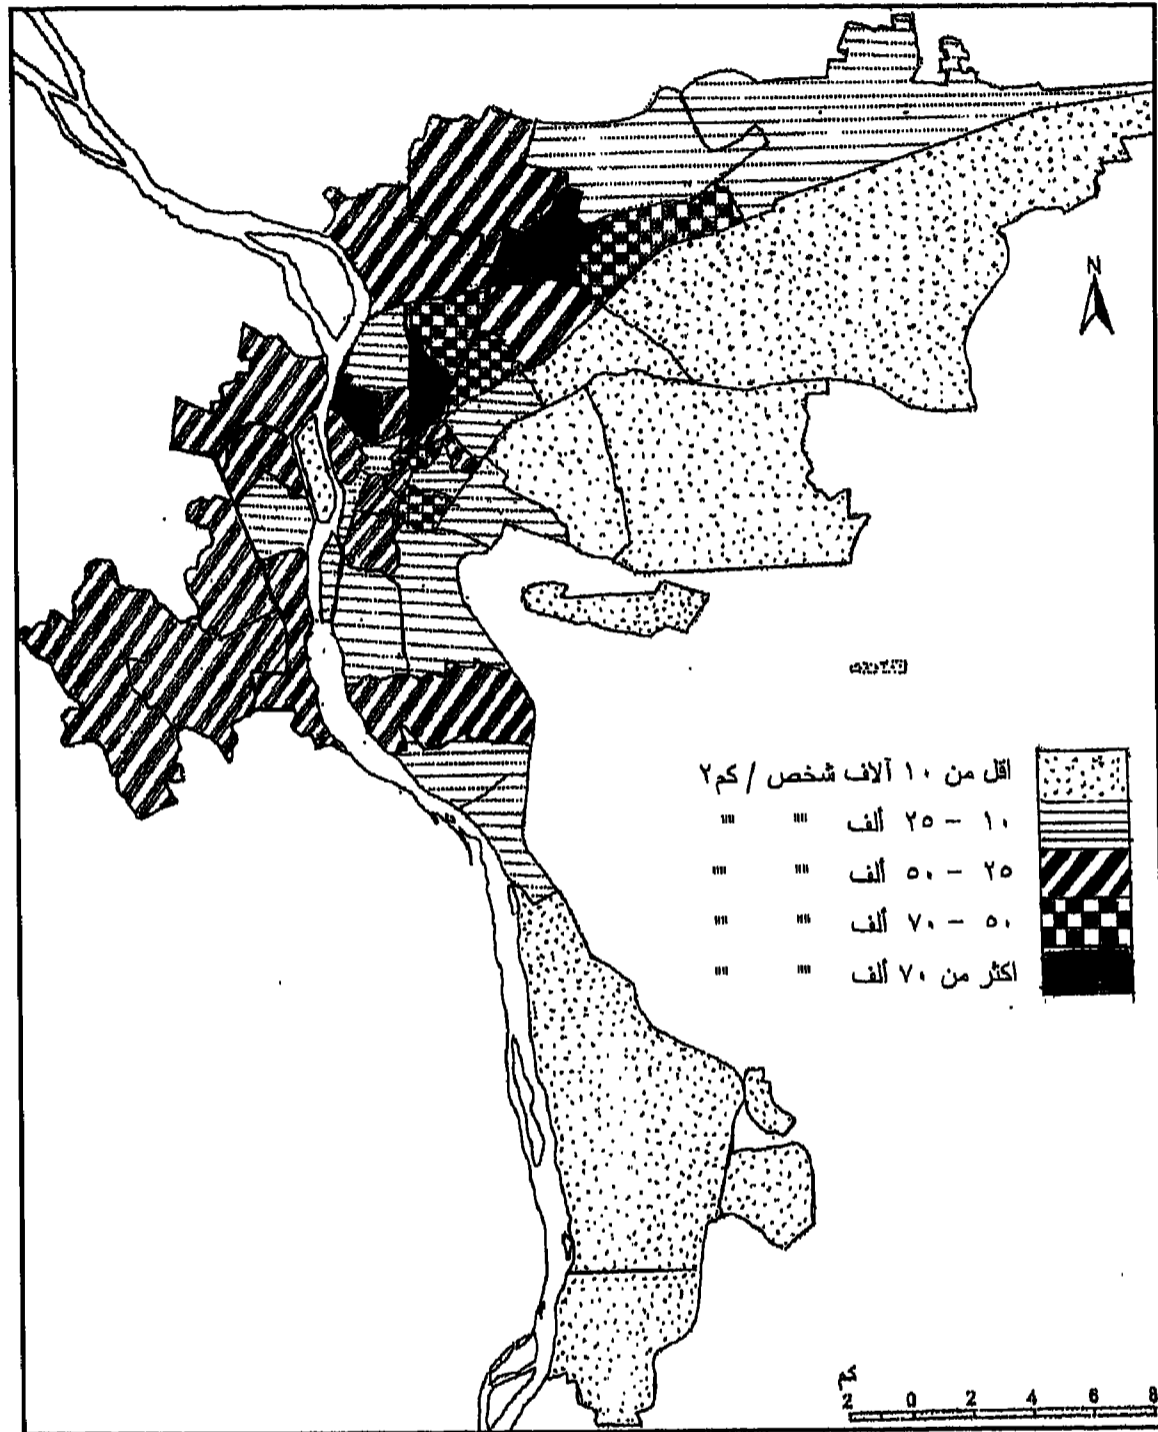 N
اقل من ١٠ آلاف شخص / كم٢
١٠ - ٢٥ ألف " "
٢٥ - ٥٠ ألف " "
٥٠ - ٧٠ ألف " "
اكثر من ٧٠ ألف " "
كم
2 0 2 4 6 8